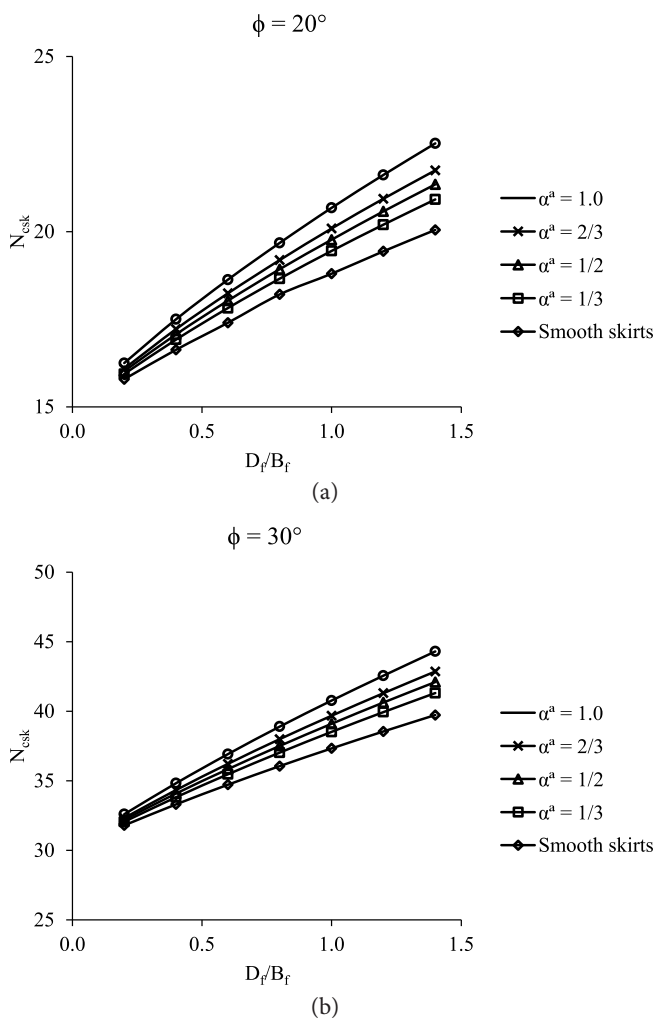 ϕ = 20°
25
20
15
N_csk
0.0 0.5 1.0 1.5
D_f/B_f
αᵃ = 1.0
αᵃ = 2/3
αᵃ = 1/2
αᵃ = 1/3
Smooth skirts
(a)
ϕ = 30°
50
45
40
35
30
25
N_csk
0.0 0.5 1.0 1.5
D_f/B_f
αᵃ = 1.0
αᵃ = 2/3
αᵃ = 1/2
αᵃ = 1/3
Smooth skirts
(b)